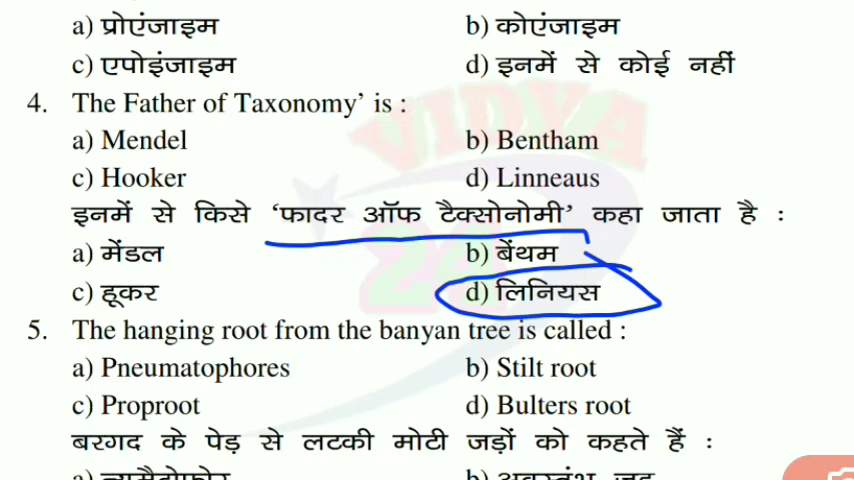 a) प्रोएंजाइम b) कोएंजाइम
c) एपोइंजाइम d) इनमें से कोई नहीं
4. The Father of Taxonomy’ is :
a) Mendel b) Bentham
c) Hooker d) Linneaus
इनमें से किसे ‘फादर ऑफ टैक्सोनोमी’ कहा जाता है :
a) मेंडल b) बेंथम
c) हूकर d) लिनियस
5. The hanging root from the banyan tree is called :
a) Pneumatophores b) Stilt root
c) Proproot d) Bulters root
बरगद के पेड़ से लटकी मोटी जड़ों को कहते हैं :
a) b)
VIDYA
24